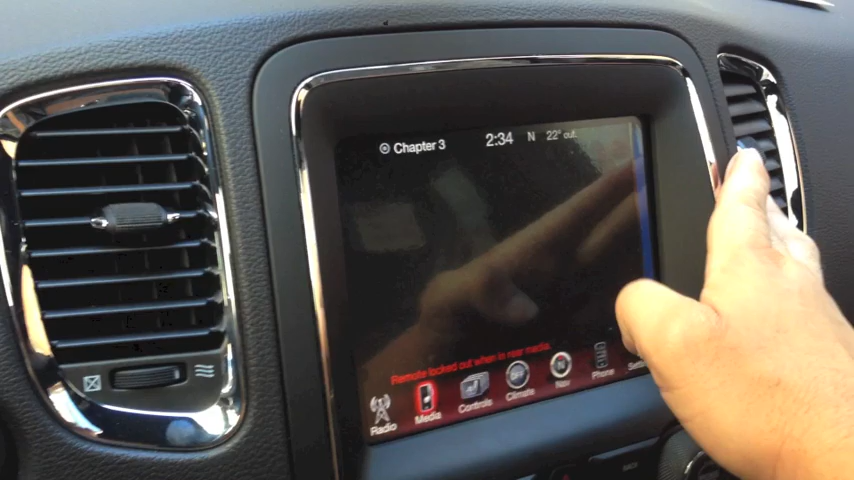 Chapter 3
2:34 N 22° out.
Remote locked out when in rear media.
Radio Media Controls Climate Nav Phone